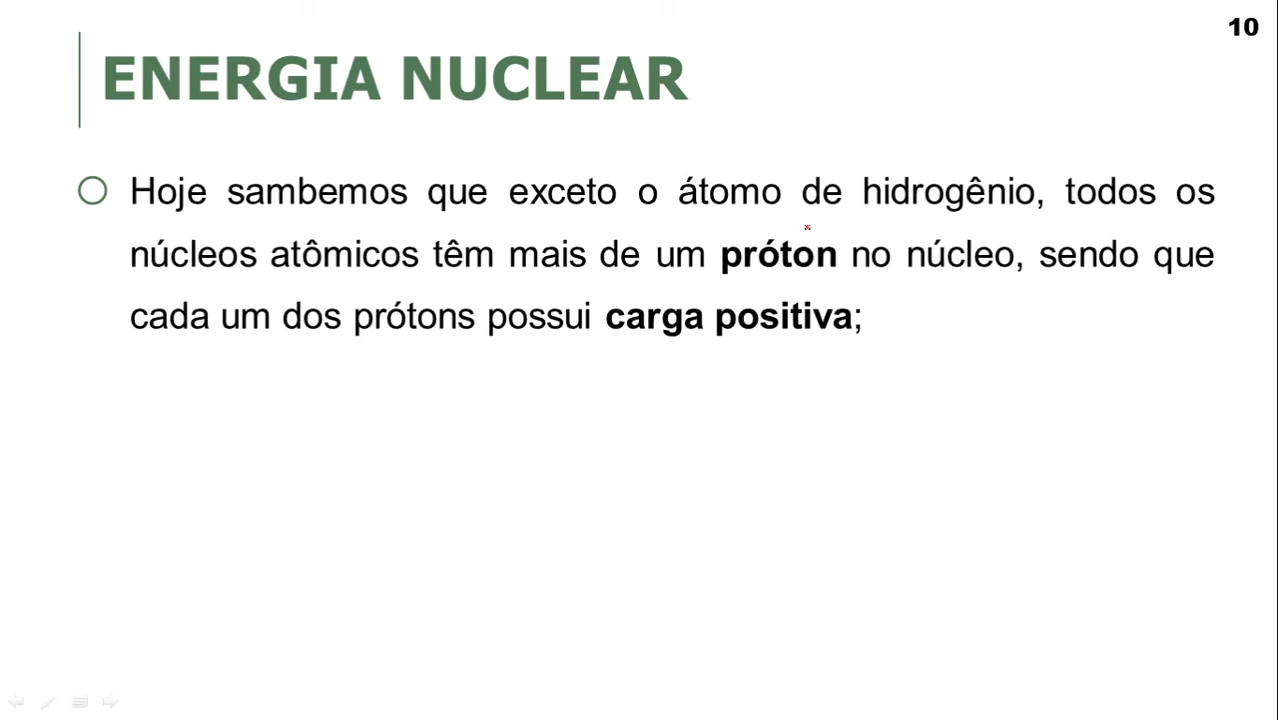 10
ENERGIA NUCLEAR
Hoje sambemos que exceto o átomo de hidrogênio, todos os
núcleos atômicos têm mais de um próton no núcleo, sendo que
cada um dos prótons possui carga positiva;